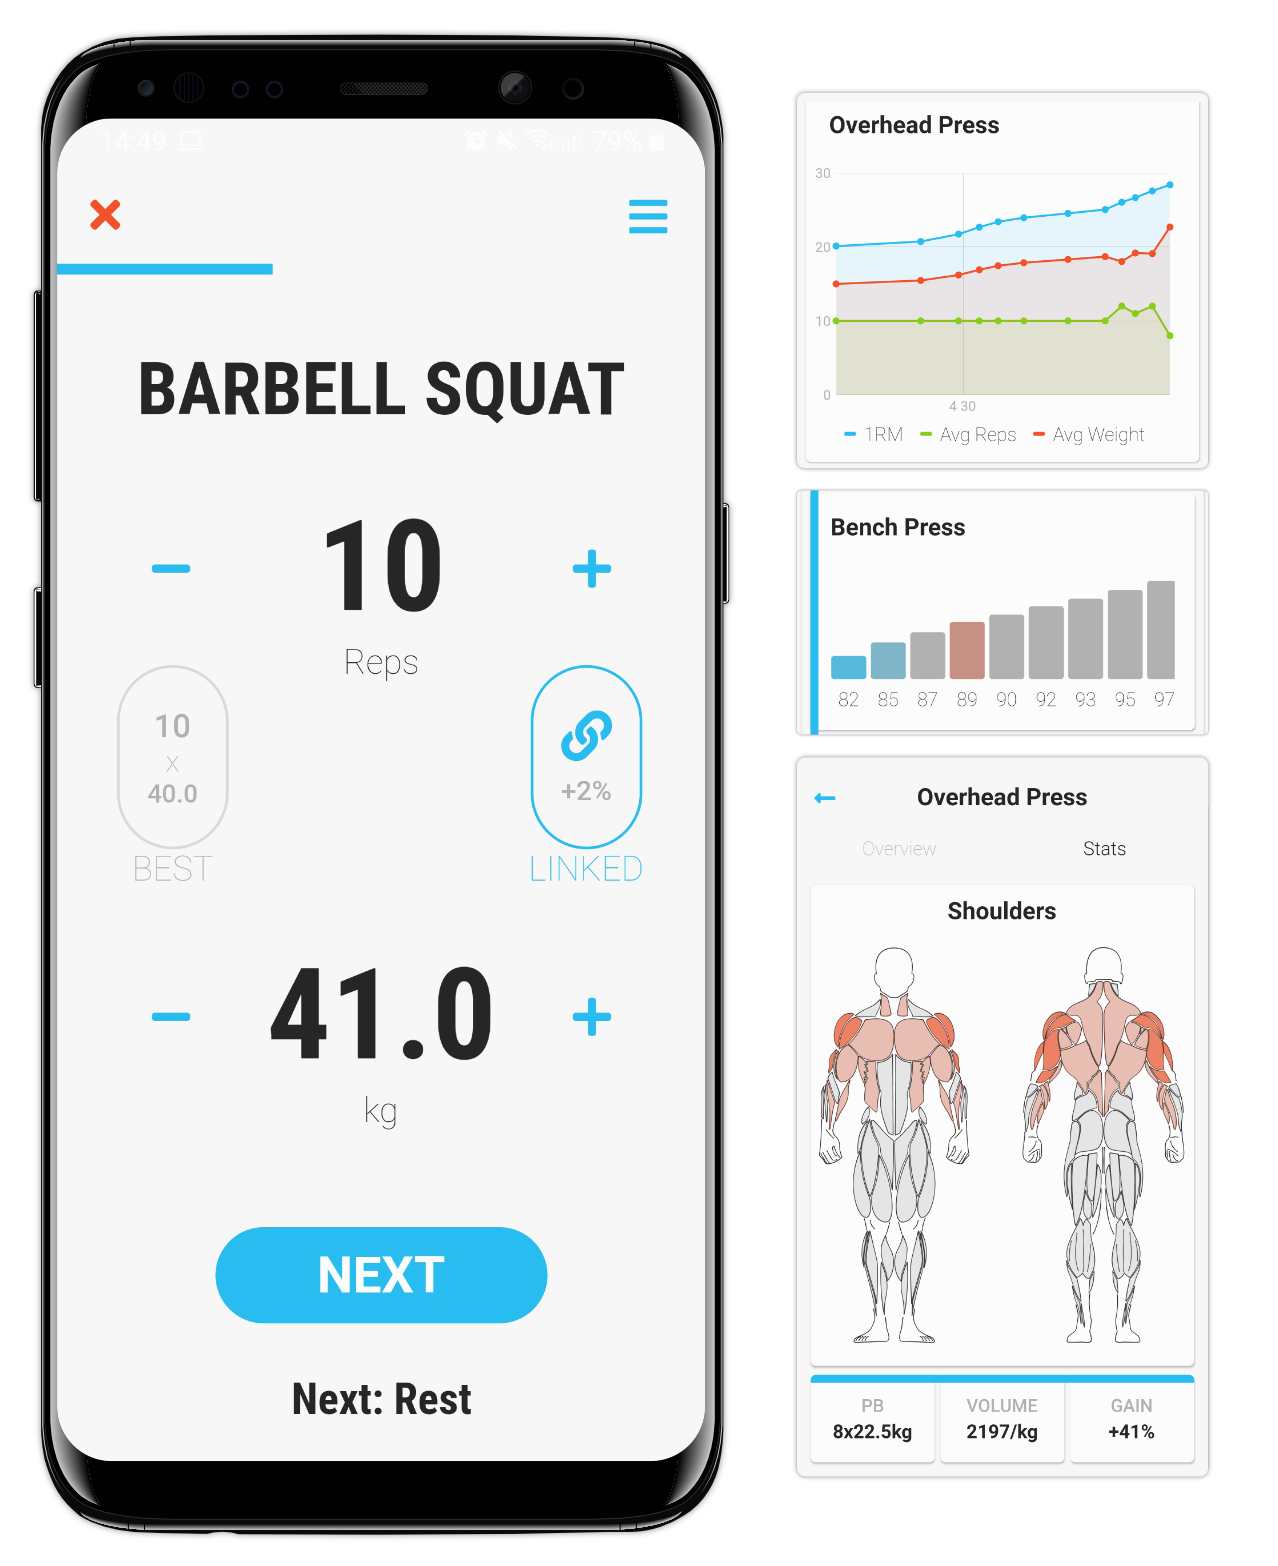 14:49 79%
BARBELL SQUAT
10
Reps
10
x
40.0
BEST
+2%
LINKED
41.0
kg
NEXT
Next: Rest
Overhead Press
30
20
10
0
4 30
1RM Avg Reps Avg Weight
Bench Press
82 85 87 89 90 92 93 95 97
Overhead Press
Overview Stats
Shoulders
PB VOLUME GAIN
8x22.5kg 2197/kg +41%